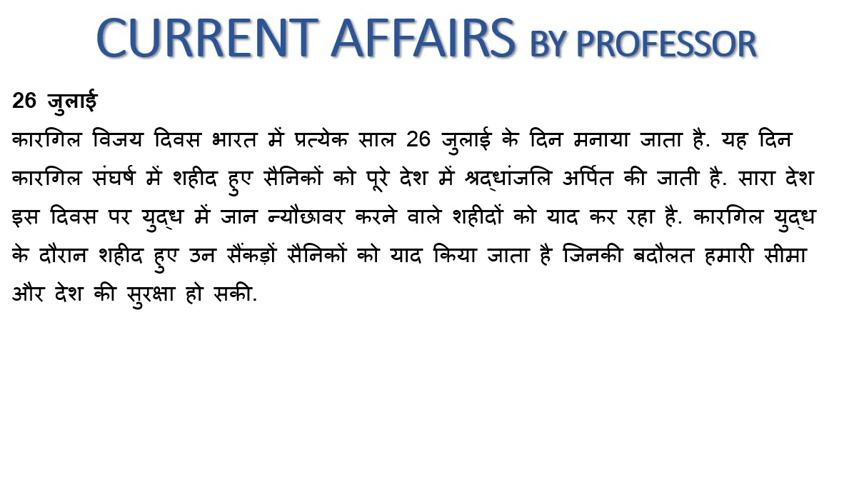 CURRENT AFFAIRS BY PROFESSOR
26 जुलाई
कारगिल विजय दिवस भारत में प्रत्येक साल 26 जुलाई के दिन मनाया जाता है. यह दिन
कारगिल संघर्ष में शहीद हुए सैनिकों को पूरे देश में श्रद्धांजलि अर्पित की जाती है. सारा देश
इस दिवस पर युद्ध में जान न्यौछावर करने वाले शहीदों को याद कर रहा है. कारगिल युद्ध
के दौरान शहीद हुए उन सैंकड़ों सैनिकों को याद किया जाता है जिनकी बदौलत हमारी सीमा
और देश की सुरक्षा हो सकी.